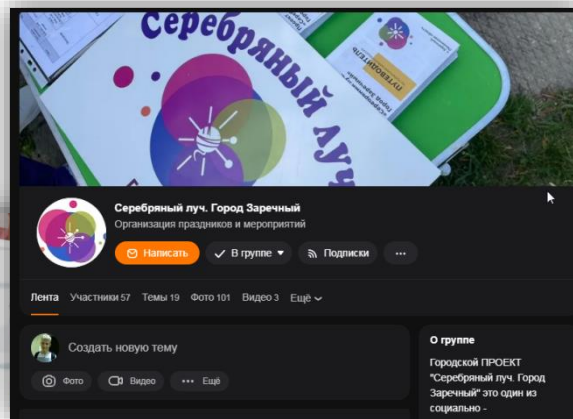 Серебряный луч
ПУТЕВОДИТЕЛЬ
Серебряный луч. Город Заречный
Организация праздников и мероприятий
Написать
В группе
Подписки
Лента Участники 57 Темы 19 Фото 101 Видео 3 Ещё
Создать новую тему
Фото Видео Ещё
О группе
Городской ПРОЕКТ
"Серебряный луч. Город
Заречный" это один из
социально -